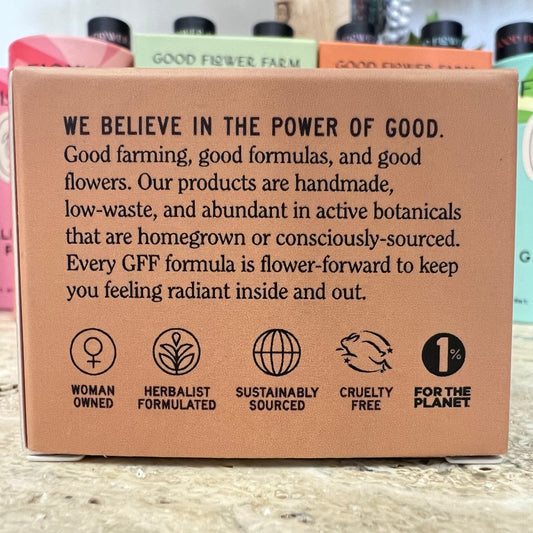 GOOD FLOWER FARM
GOOD FLOWER FARM
WE BELIEVE IN THE POWER OF GOOD.
Good farming, good formulas, and good
flowers. Our products are handmade,
low-waste, and abundant in active botanicals
that are homegrown or consciously-sourced.
Every GFF formula is flower-forward to keep
you feeling radiant inside and out.
WOMAN
OWNED
HERBALIST
FORMULATED
SUSTAINABLY
SOURCED
CRUELTY
FREE
1%
FOR THE
PLANET